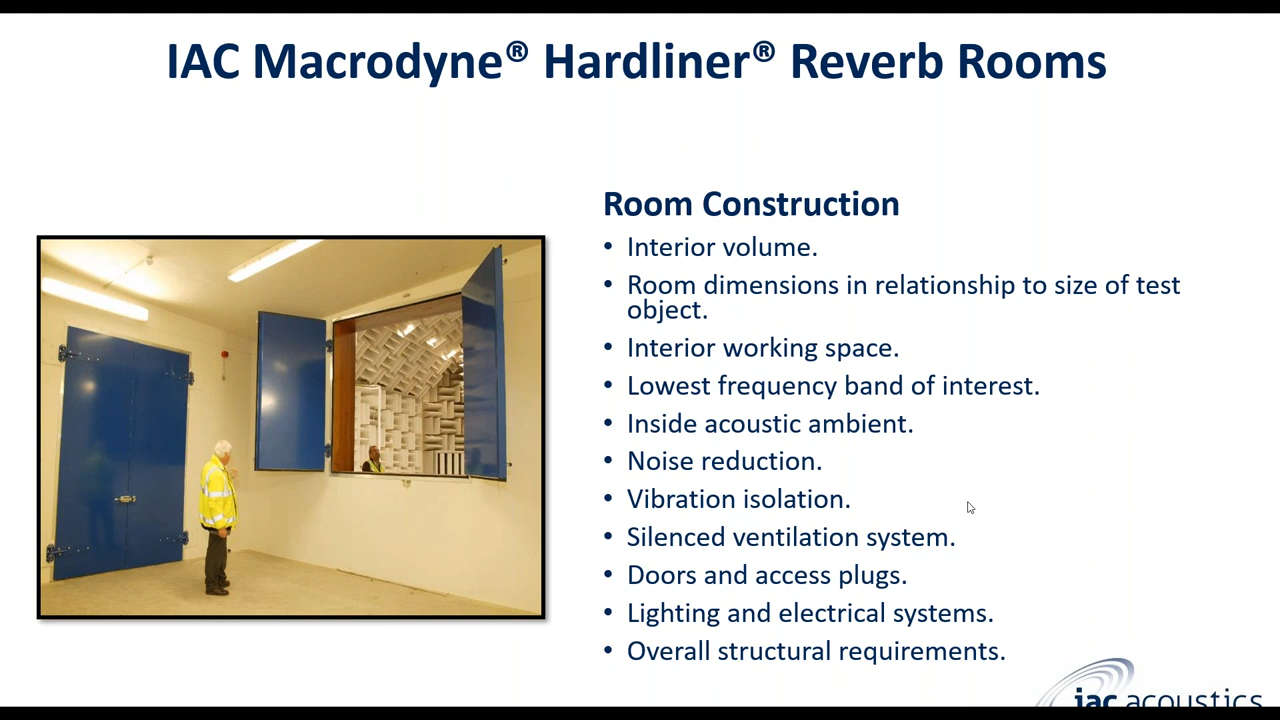 IAC Macrodyne® Hardliner® Reverb Rooms
Room Construction
• Interior volume.
• Room dimensions in relationship to size of test
object.
• Interior working space.
• Lowest frequency band of interest.
• Inside acoustic ambient.
• Noise reduction.
• Vibration isolation.
• Silenced ventilation system.
• Doors and access plugs.
• Lighting and electrical systems.
• Overall structural requirements.
iac acoustics